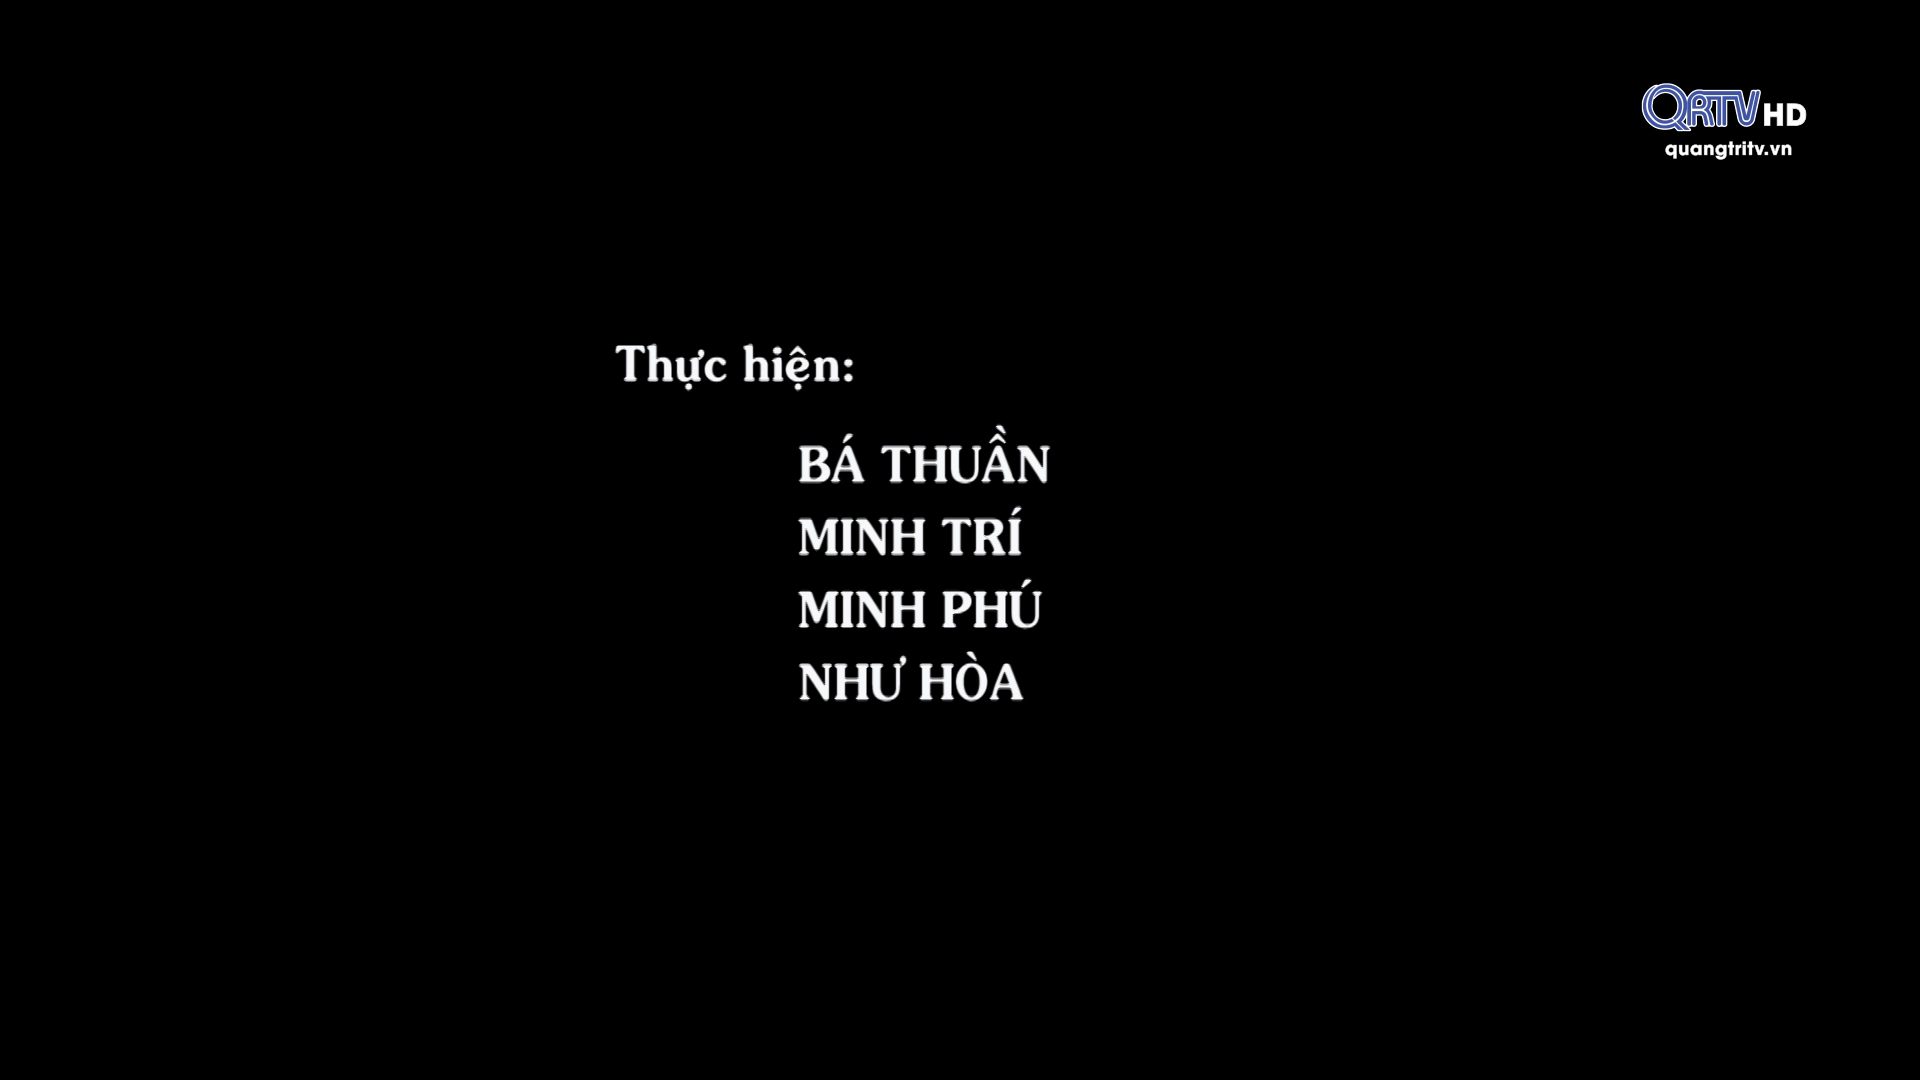 QRTV HD
quangtritv.vn
Thực hiện:
BÁ THUẦN
MINH TRÍ
MINH PHÚ
NHƯ HÒA